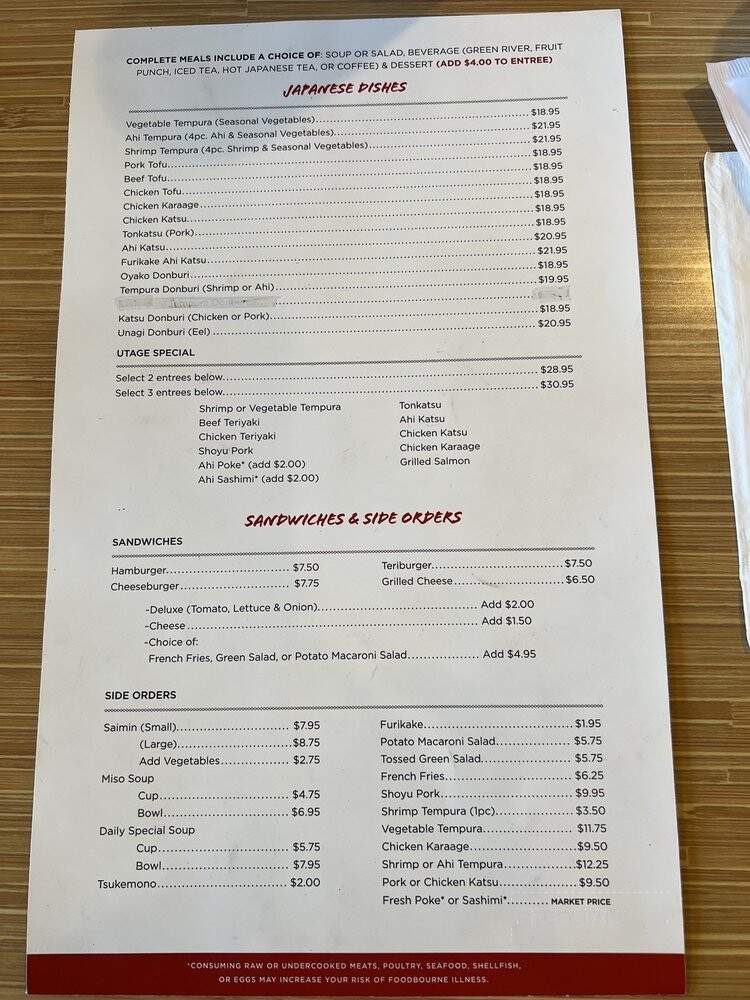 COMPLETE MEALS INCLUDE A CHOICE OF: SOUP OR SALAD, BEVERAGE (GREEN RIVER, FRUIT
PUNCH, ICED TEA, HOT JAPANESE TEA, OR COFFEE) & DESSERT (ADD $4.00 TO ENTREE)
JAPANESE DISHES
Vegetable Tempura (Seasonal Vegetables) $18.95
Ahi Tempura (4pc. Ahi & Seasonal Vegetables) $21.95
Shrimp Tempura (4pc. Shrimp & Seasonal Vegetables) $21.95
Pork Tofu $18.95
Beef Tofu $18.95
Chicken Tofu $18.95
Chicken Karaage $18.95
Chicken Katsu $18.95
Tonkatsu (Pork) $18.95
Ahi Katsu $20.95
Furikake Ahi Katsu $21.95
Oyako Donburi $18.95
Tempura Donburi (Shrimp or Ahi) $19.95
Katsu Donburi (Chicken or Pork) $18.95
Unagi Donburi (Eel) $20.95
UTAGE SPECIAL
Select 2 entrees below $28.95
Select 3 entrees below $30.95
Shrimp or Vegetable Tempura
Beef Teriyaki
Chicken Teriyaki
Shoyu Pork
Ahi Poke* (add $2.00)
Ahi Sashimi* (add $2.00)
Tonkatsu
Ahi Katsu
Chicken Katsu
Chicken Karaage
Grilled Salmon
SANDWICHES & SIDE ORDERS
SANDWICHES
Hamburger $7.50
Cheeseburger $7.75
Teriburger $7.50
Grilled Cheese $6.50
-Deluxe (Tomato, Lettuce & Onion) Add $2.00
-Cheese Add $1.50
-Choice of:
French Fries, Green Salad, or Potato Macaroni Salad Add $4.95
SIDE ORDERS
Saimin (Small) $7.95
(Large) $8.75
Add Vegetables $2.75
Miso Soup
Cup $4.75
Bowl $6.95
Daily Special Soup
Cup $5.75
Bowl $7.95
Tsukemono $2.00
Furikake $1.95
Potato Macaroni Salad $5.75
Tossed Green Salad $5.75
French Fries $6.25
Shoyu Pork $9.95
Shrimp Tempura (1pc) $3.50
Vegetable Tempura $11.75
Chicken Karaage $9.50
Shrimp or Ahi Tempura $12.25
Pork or Chicken Katsu $9.50
Fresh Poke* or Sashimi* MARKET PRICE
*CONSUMING RAW OR UNDERCOOKED MEATS, POULTRY, SEAFOOD, SHELLFISH,
OR EGGS MAY INCREASE YOUR RISK OF FOODBOURNE ILLNESS.